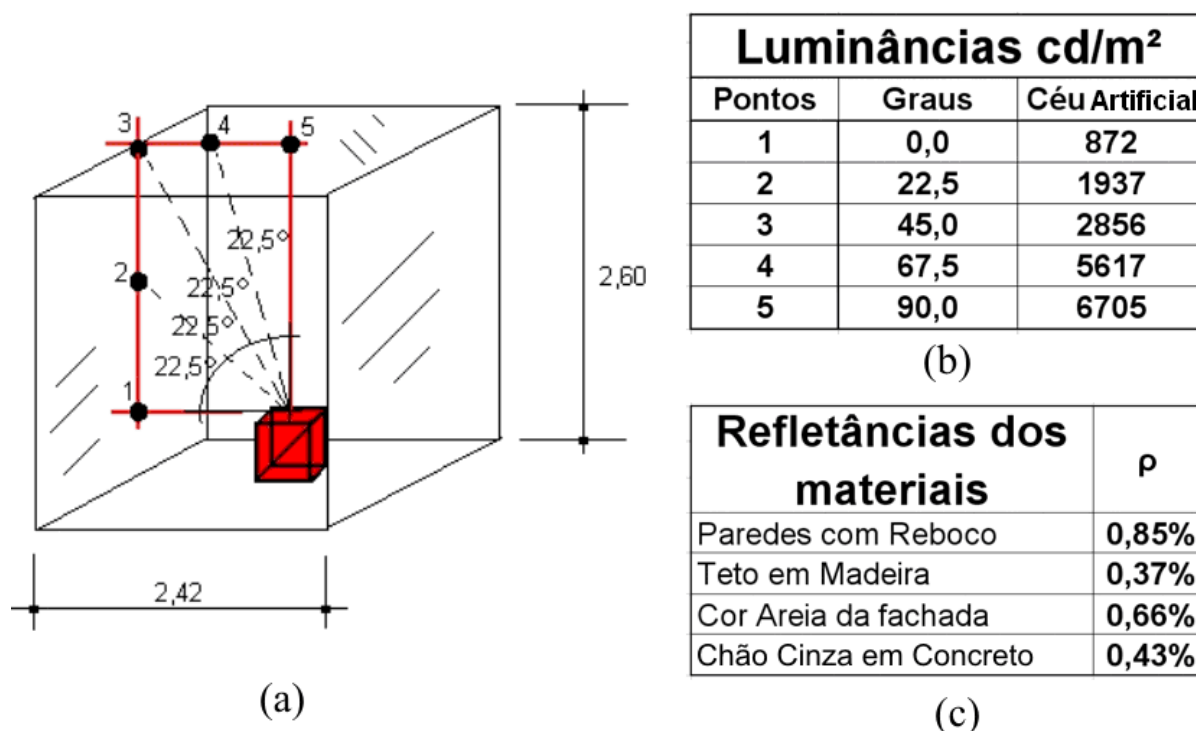 3
4
5
22,5°
2
22,5°
22,5°
22,5°
1
2,60
2,42
(a)
Luminâncias cd/m²
Pontos Graus Céu Artificial
1 0,0 872
2 22,5 1937
3 45,0 2856
4 67,5 5617
5 90,0 6705
(b)
Refletâncias dos
materiais
ρ
Paredes com Reboco 0,85%
Teto em Madeira 0,37%
Cor Areia da fachada 0,66%
Chão Cinza em Concreto 0,43%
(c)